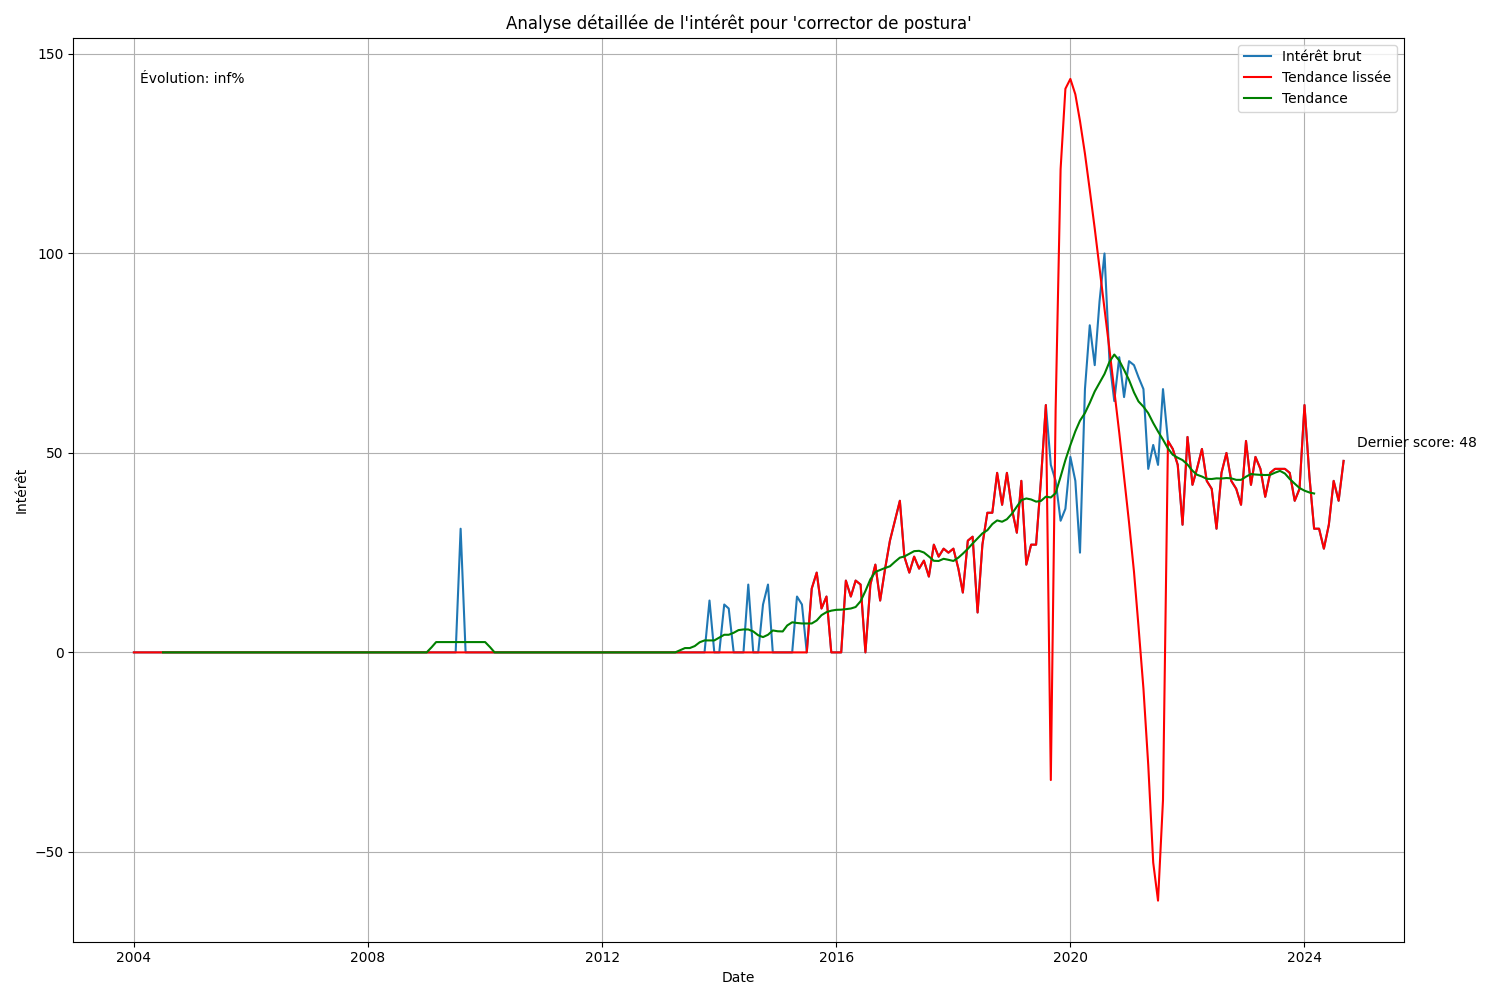 Analyse détaillée de l'intérêt pour 'corrector de postura'
Évolution: inf%
Intérêt brut
Tendance lissée
Tendance
Dernier score: 48
Intérêt
150
100
50
0
−50
2004
2008
2012
2016
2020
2024
Date